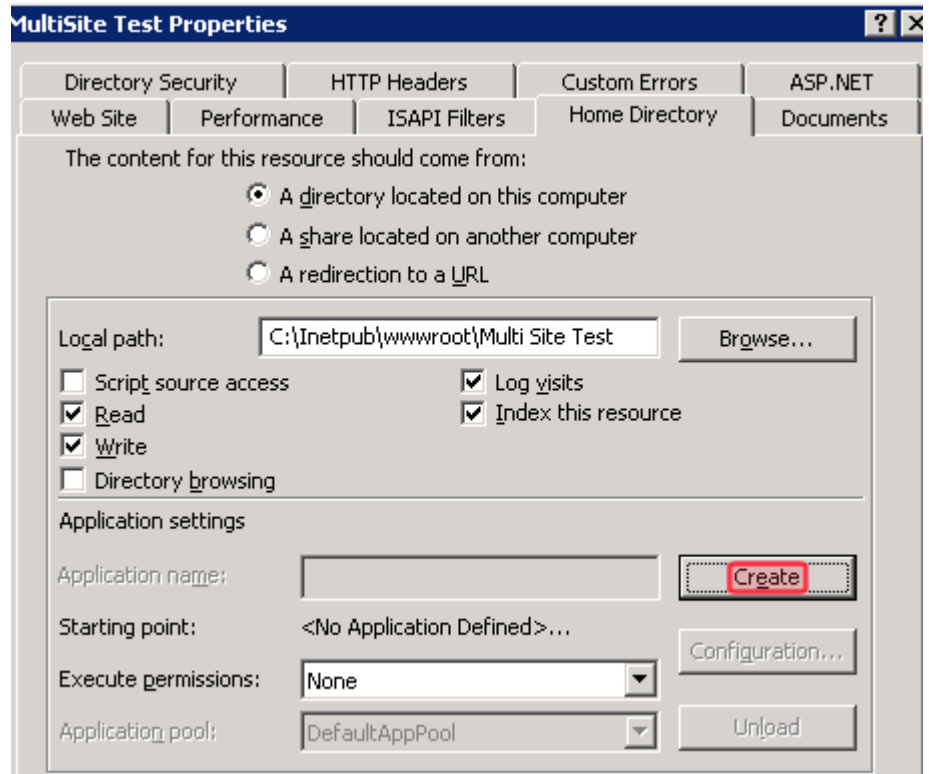 MultiSite Test Properties ? X
Directory Security HTTP Headers Custom Errors ASP.NET
Web Site Performance ISAPI Filters Home Directory Documents
The content for this resource should come from:
A directory located on this computer
A share located on another computer
A redirection to a URL
Local path: C:\Inetpub\wwwroot\Multi Site Test Browse...
Script source access Log visits
Read Index this resource
Write
Directory browsing
Application settings
Application name: Create
Starting point: <No Application Defined>...
Configuration...
Execute permissions: None
Application pool: DefaultAppPool Unload